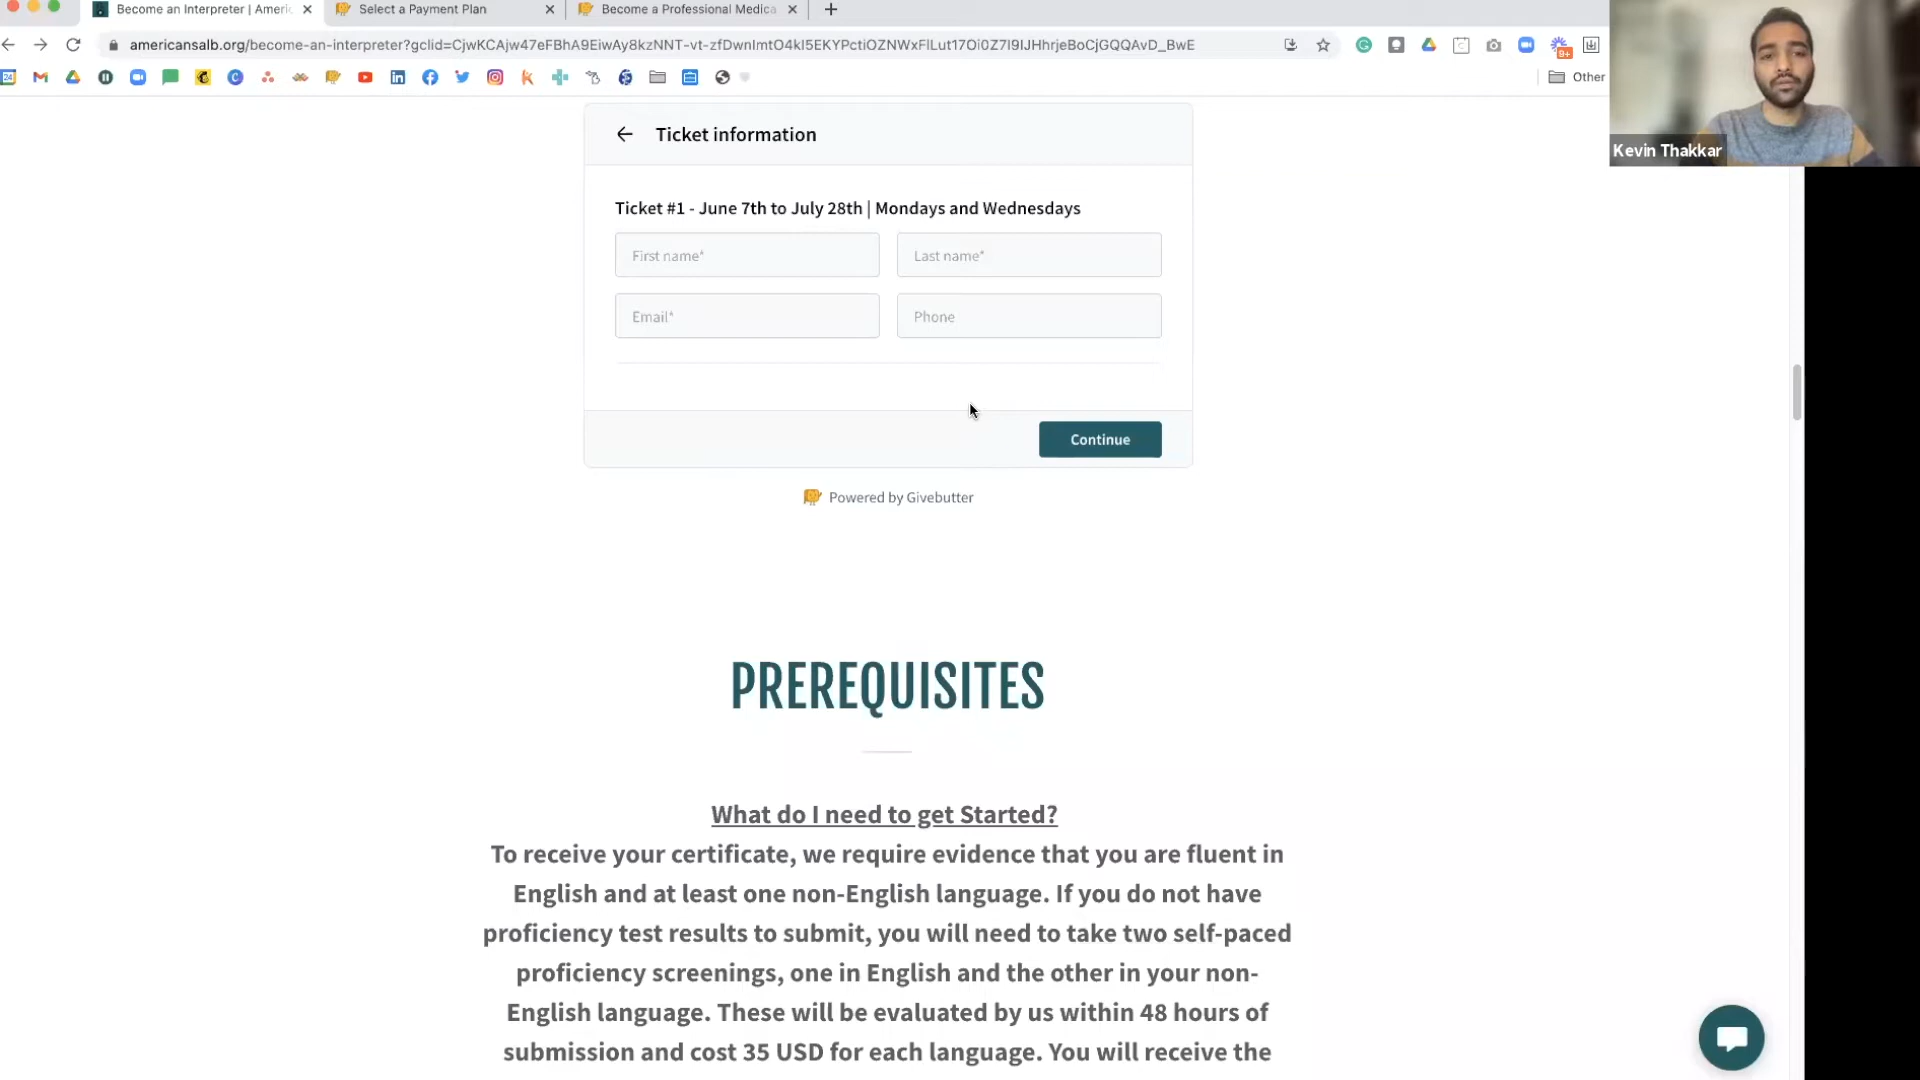 Become an Interpreter | Americ
Select a Payment Plan
Become a Professional Medica
americansalb.org/become-an-interpreter?gclid=CjwKCAjw47eFBhA9EiwAy8kzNNT-vt-zfDwnImtO4kI5EKYPctiOZNWxFlLut17Oi0Z7I9IJHhrjeBoCjGQQAvD_BwE
9+
24
Other
Kevin Thakkar
Ticket information
Ticket #1 - June 7th to July 28th | Mondays and Wednesdays
First name*
Last name*
Email*
Phone
Continue
Powered by Givebutter
PREREQUISITES
What do I need to get Started?
To receive your certificate, we require evidence that you are fluent in
English and at least one non-English language. If you do not have
proficiency test results to submit, you will need to take two self-paced
proficiency screenings, one in English and the other in your non-
English language. These will be evaluated by us within 48 hours of
submission and cost 35 USD for each language. You will receive the